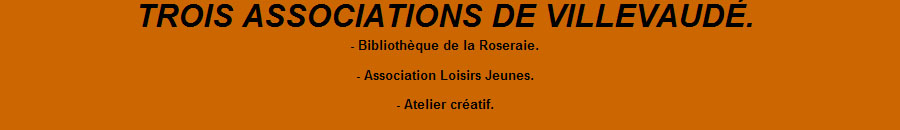 TROIS ASSOCIATIONS DE VILLEVAUDÉ.
- Bibliothèque de la Roseraie.
- Association Loisirs Jeunes.
- Atelier créatif.